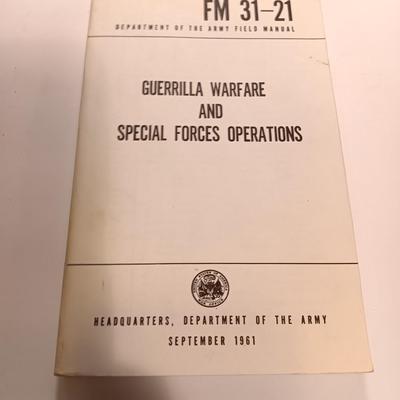 FM 31-21
DEPARTMENT OF THE ARMY FIELD MANUAL
GUERRILLA WARFARE
AND
SPECIAL FORCES OPERATIONS
HEADQUARTERS, DEPARTMENT OF THE ARMY
SEPTEMBER 1961